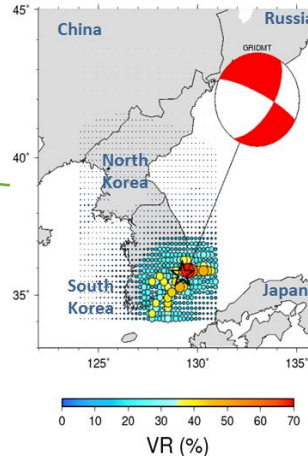 China
Russia
GRIDMT
45°
40°
North
Korea
35°
South
Korea
Japan
125°
130°
135°
0 10 20 30 40 50 60 70
VR (%)